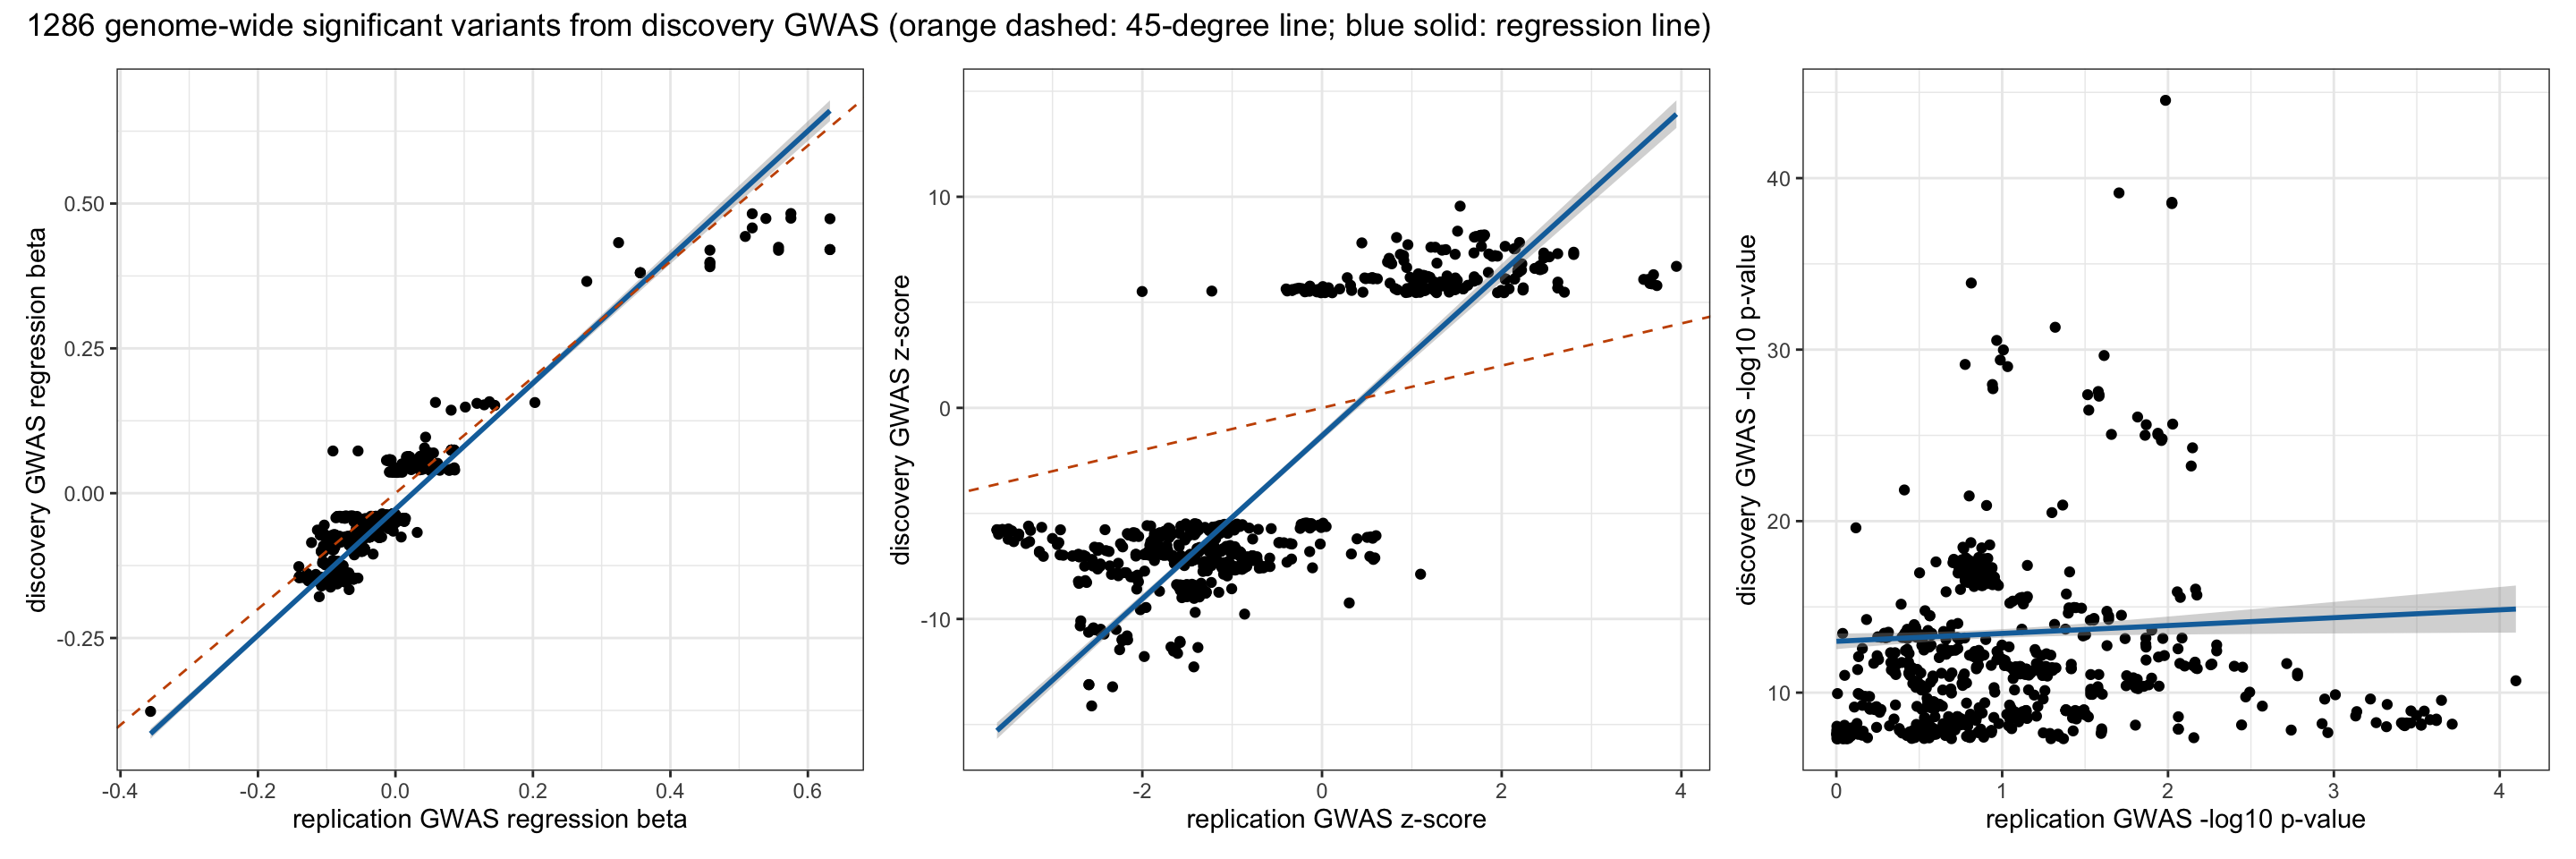 1286 genome-wide significant variants from discovery GWAS (orange dashed: 45-degree line; blue solid: regression line)
discovery GWAS regression beta
0.50
0.25
0.00
-0.25
-0.4 -0.2 0.0 0.2 0.4 0.6
replication GWAS regression beta
discovery GWAS z-score
10
0
-10
-2 0 2 4
replication GWAS z-score
discovery GWAS -log10 p-value
40
30
20
10
0 1 2 3 4
replication GWAS -log10 p-value